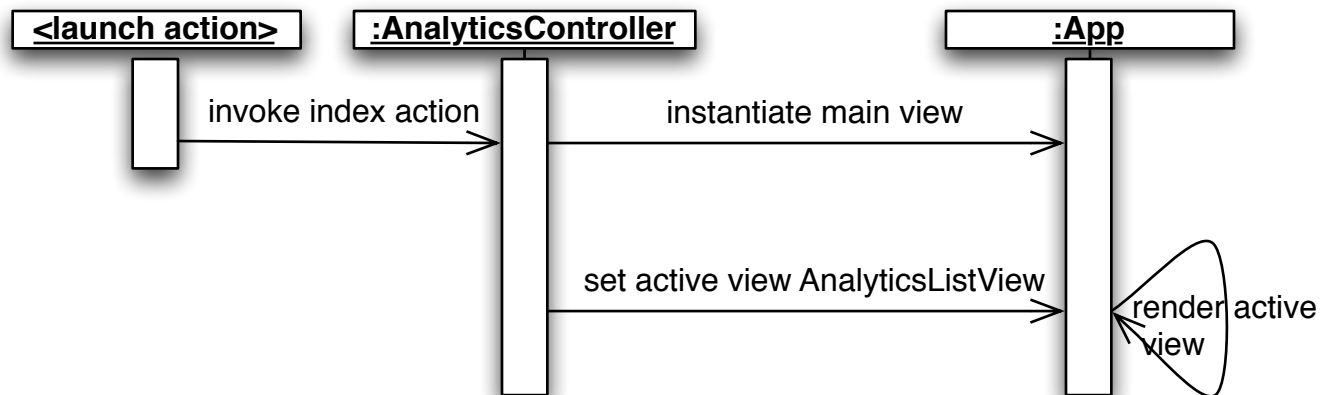 <launch action>
:AnalyticsController
:App
invoke index action
instantiate main view
set active view AnalyticsListView
render active
view